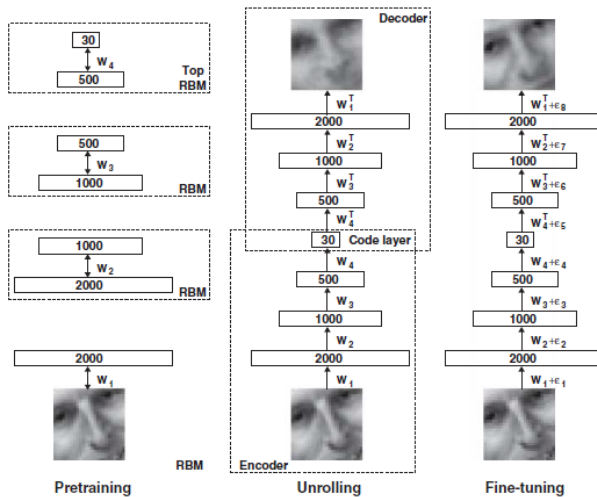 30
W4
500
Top
RBM
500
W3
1000
RBM
1000
W2
2000
RBM
2000
W1
RBM
Pretraining
Decoder
W1T
2000
W2T
1000
W3T
500
W4T
30 Code layer
W4
500
W3
1000
W2
2000
W1
Encoder
Unrolling
W1T+ε8
2000
W2T+ε7
1000
W3T+ε6
500
W4T+ε5
30
W4+ε4
500
W3+ε3
1000
W2+ε2
2000
W1+ε1
Fine-tuning